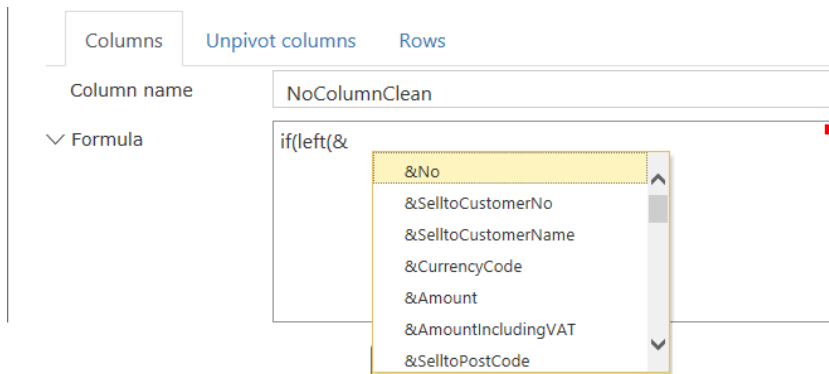 Columns Unpivot columns Rows
Column name NoColumnClean
Formula if(left(&
&No
&SelltoCustomerNo
&SelltoCustomerName
&CurrencyCode
&Amount
&AmountIncludingVAT
&SelltoPostCode